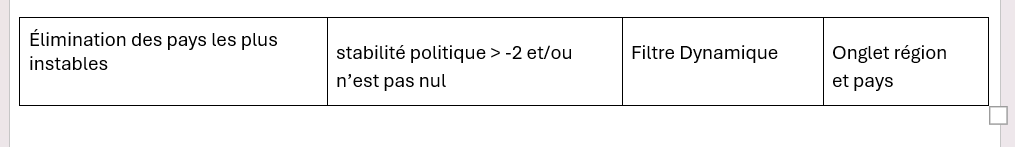 Élimination des pays les plus
instables
stabilité politique > -2 et/ou
n’est pas nul
Filtre Dynamique
Onglet région
et pays